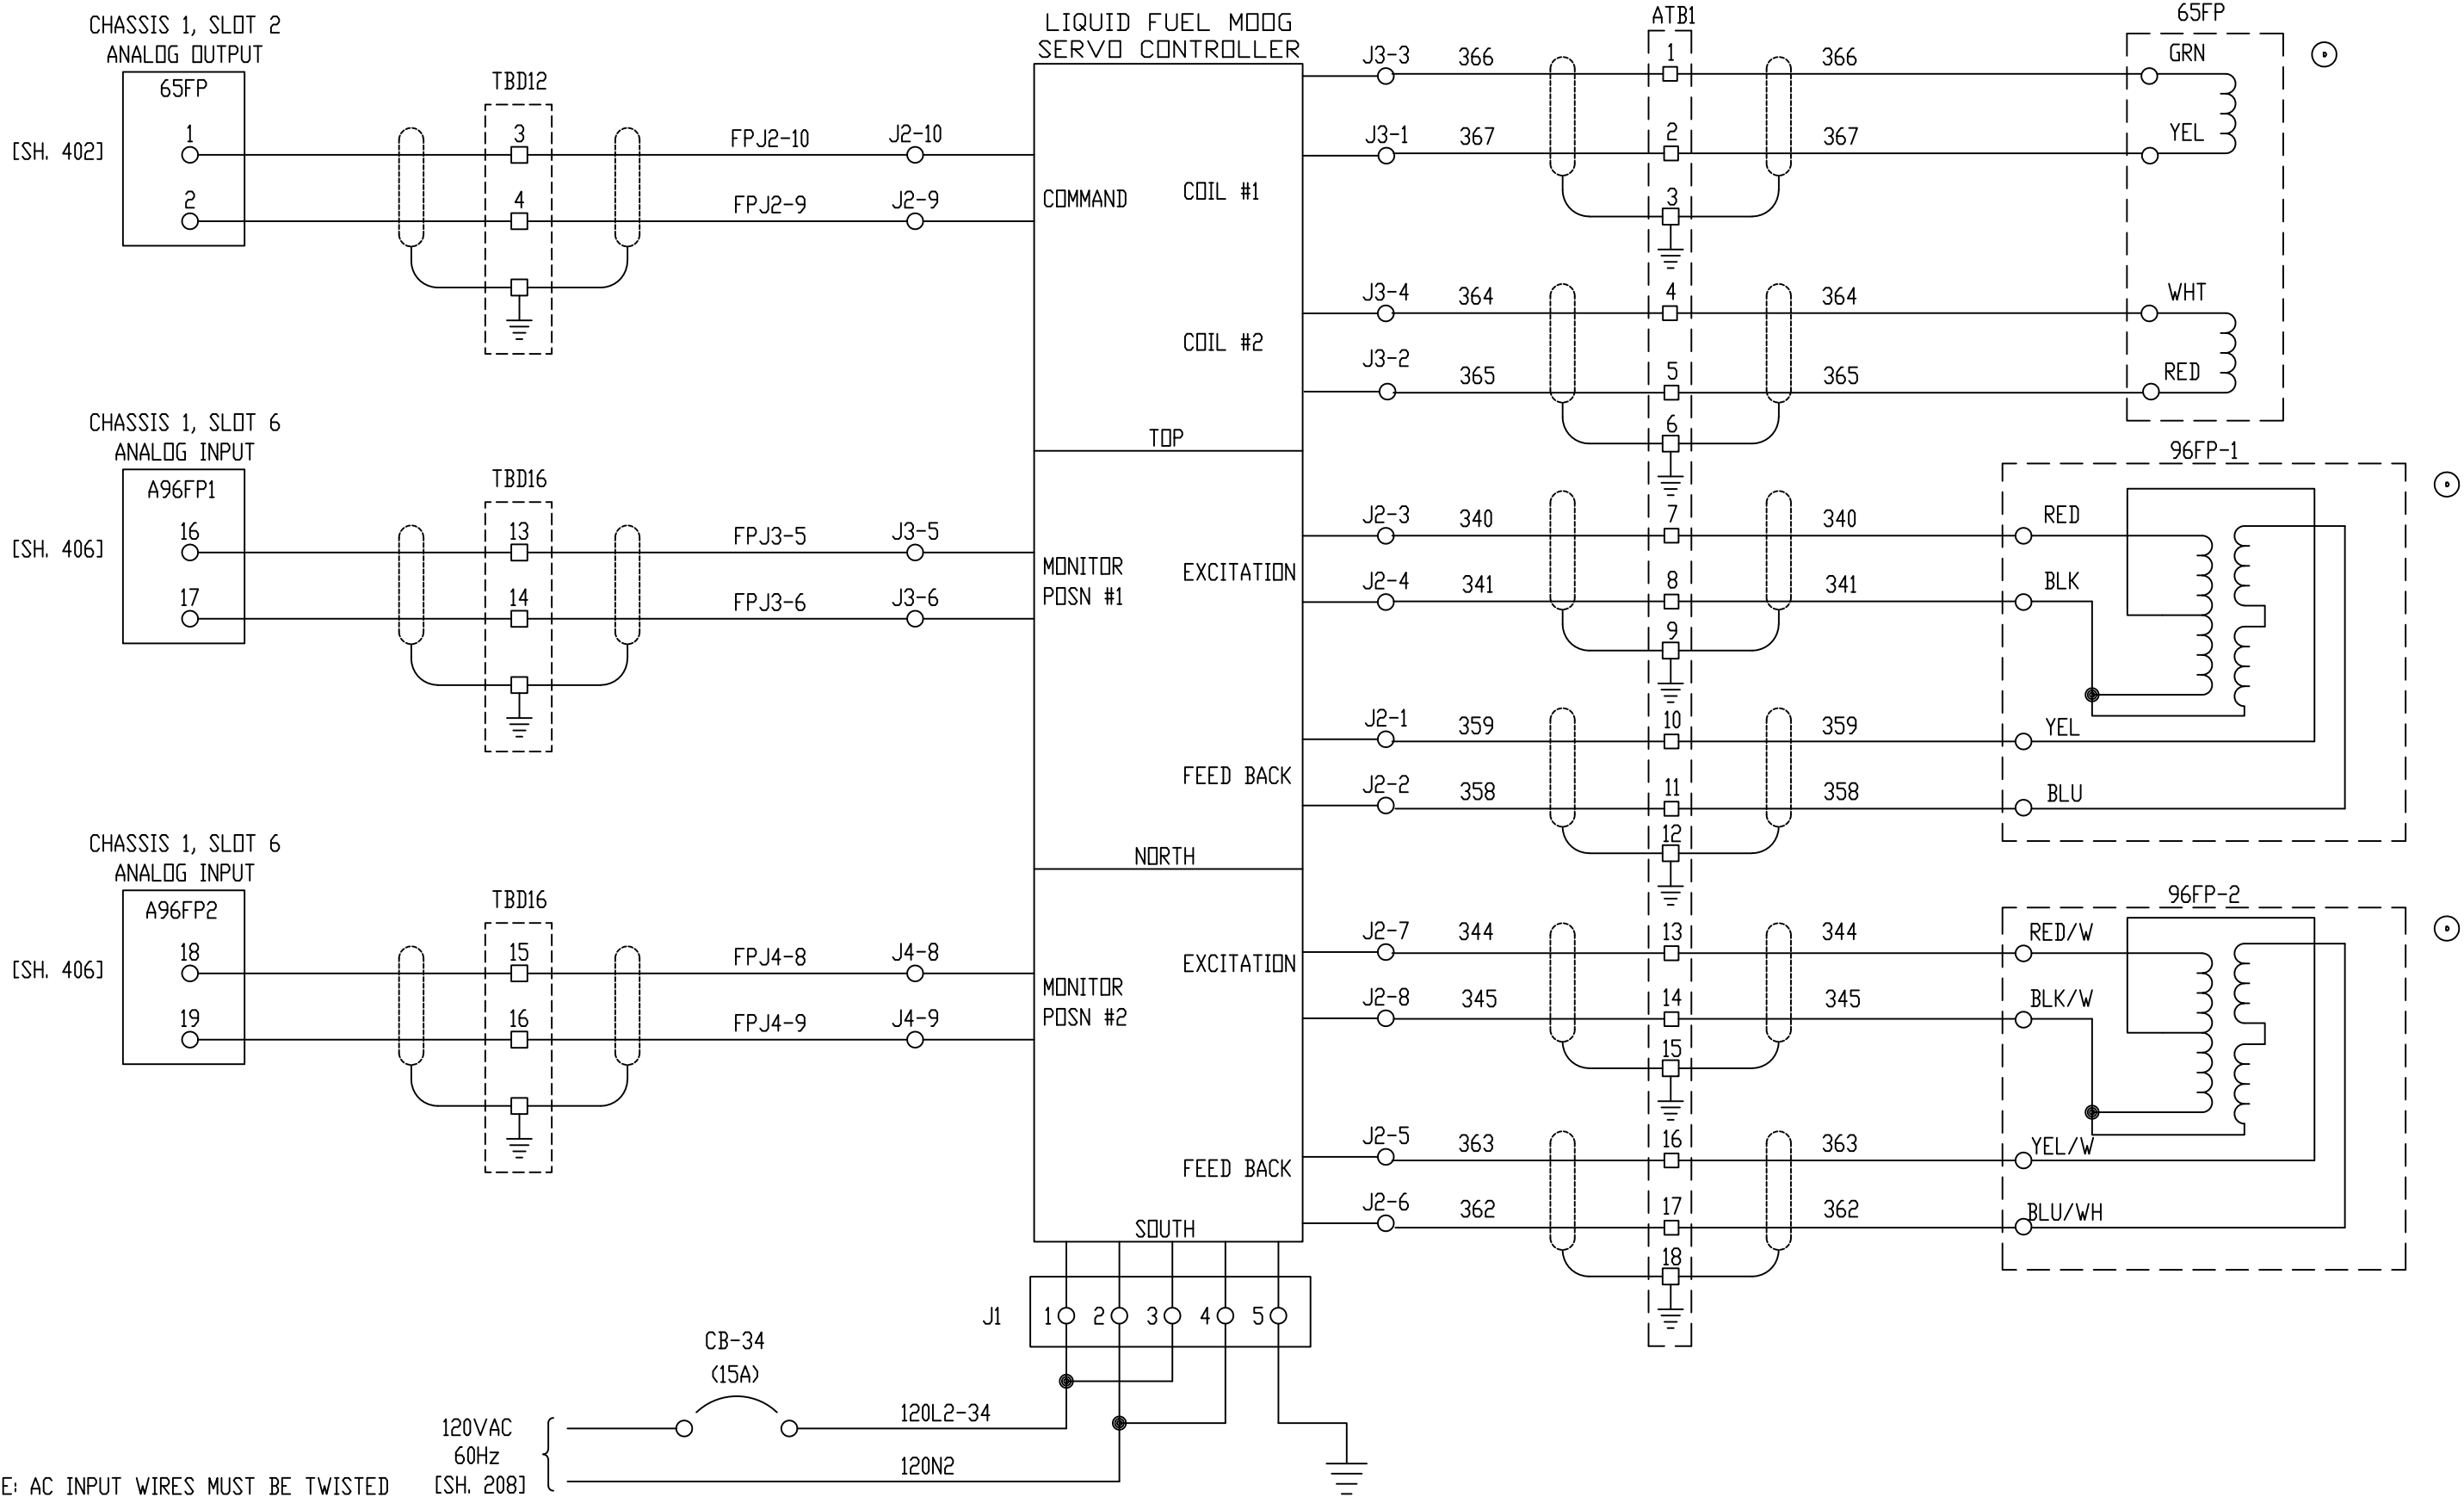 CHASSIS 1, SLOT 2
ANALOG OUTPUT
65FP
1
2
[SH. 402]
TBD12
3
4
FPJ2-10
FPJ2-9
J2-10
J2-9
CHASSIS 1, SLOT 6
ANALOG INPUT
A96FP1
16
17
[SH. 406]
TBD16
13
14
FPJ3-5
FPJ3-6
J3-5
J3-6
CHASSIS 1, SLOT 6
ANALOG INPUT
A96FP2
18
19
[SH. 406]
TBD16
15
16
FPJ4-8
FPJ4-9
J4-8
J4-9
LIQUID FUEL MOOG
SERVO CONTROLLER
COMMAND
COIL #1
COIL #2
TOP
MONITOR
POSN #1
EXCITATION
FEED BACK
NORTH
MONITOR
POSN #2
EXCITATION
FEED BACK
SOUTH
J1
1
2
3
4
5
J3-3
366
J3-1
367
J3-4
364
J3-2
365
J2-3
340
J2-4
341
J2-1
359
J2-2
358
J2-7
344
J2-8
345
J2-5
363
J2-6
362
ATB1
1
2
3
4
5
6
7
8
9
10
11
12
13
14
15
16
17
18
366
367
364
365
340
341
359
358
344
345
363
362
65FP
GRN
YEL
WHT
RED
D
96FP-1
RED
BLK
YEL
BLU
D
96FP-2
RED/W
BLK/W
YEL/W
BLU/WH
D
CB-34
(15A)
120VAC
60Hz
[SH. 208]
120L2-34
120N2
E: AC INPUT WIRES MUST BE TWISTED